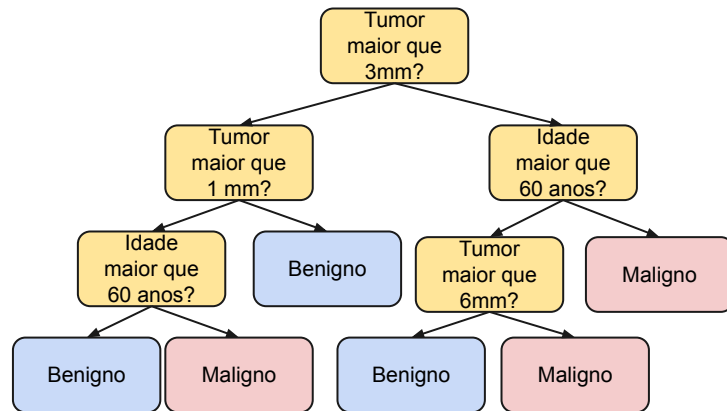 Tumor
maior que
3mm?
Tumor
maior que
1 mm?
Idade
maior que
60 anos?
Idade
maior que
60 anos?
Benigno
Tumor
maior que
6mm?
Maligno
Benigno
Maligno
Benigno
Maligno